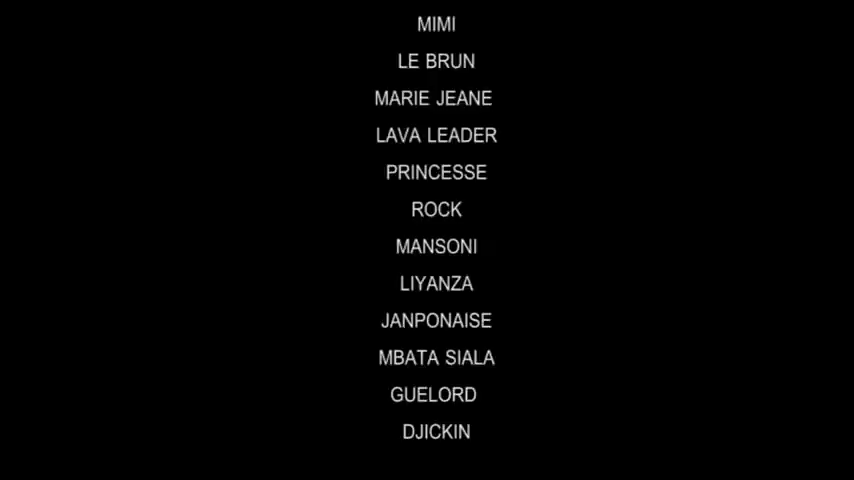 MIMI
LE BRUN
MARIE JEANE
LAVA LEADER
PRINCESSE
ROCK
MANSONI
LIYANZA
JANPONAISE
MBATA SIALA
GUELORD
DJICKIN